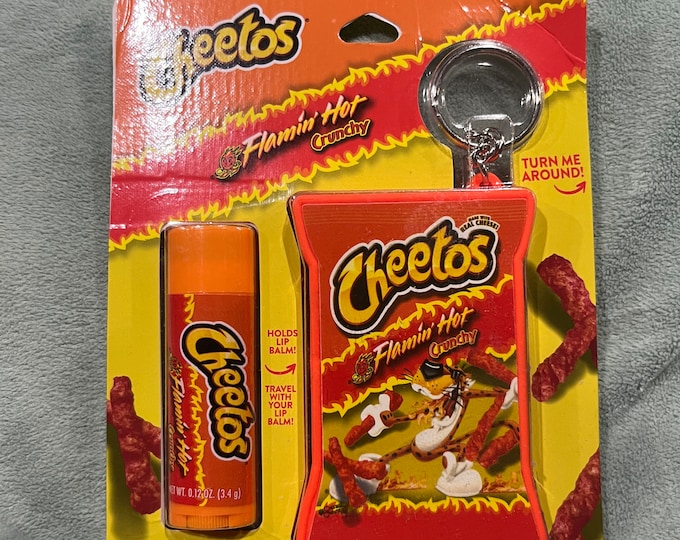 Cheetos
Flamin' Hot
Crunchy
TURN ME
AROUND!
MADE WITH
REAL CHEESE!
Cheetos
Flamin' Hot
Crunchy
HOLDS
LIP
BALM!
TRAVEL
WITH
YOUR
LIP
BALM!
Cheetos
Flamin' Hot
Crunchy
NET WT. 0.12 OZ. (3.4 g)